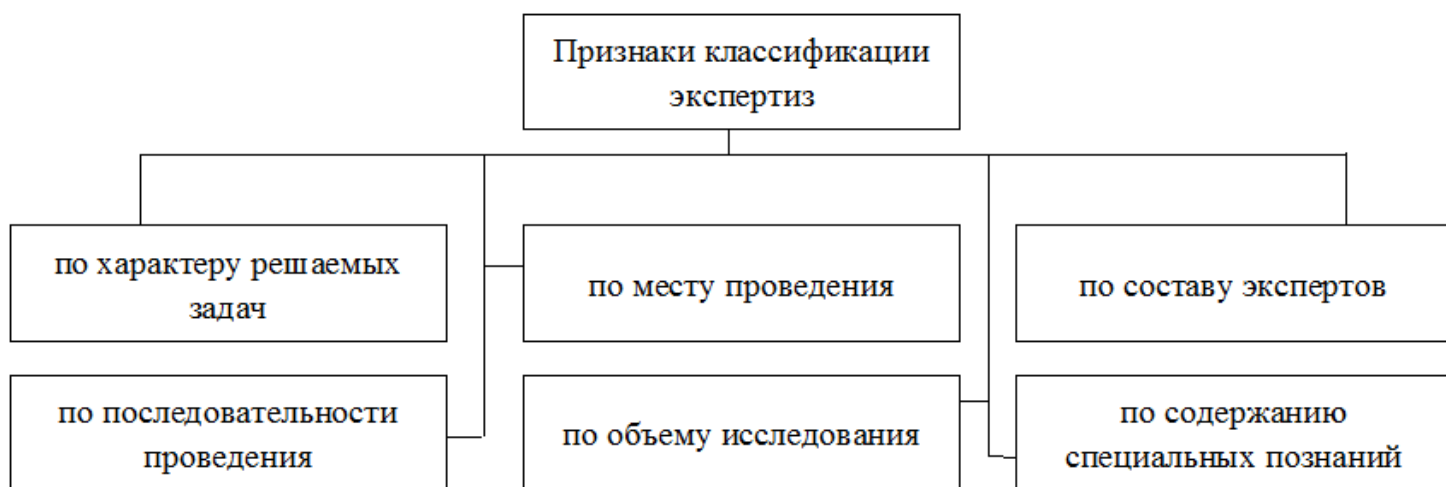 Признаки классификации
экспертиз
по характеру решаемых
задач
по месту проведения
по составу экспертов
по последовательности
проведения
по объему исследования
по содержанию
специальных познаний